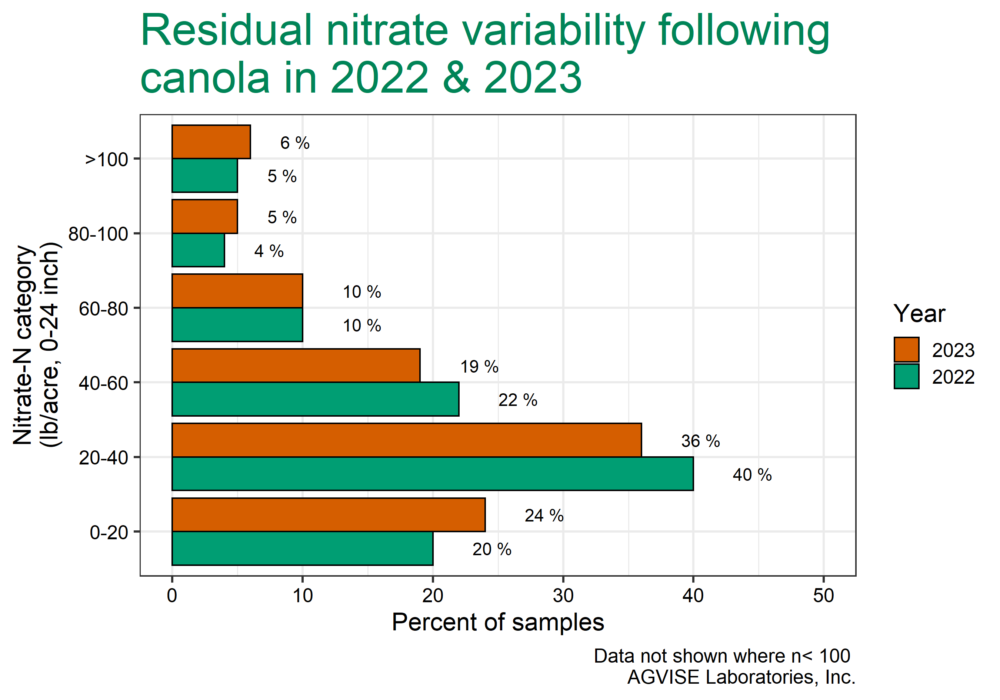 Residual nitrate variability following
canola in 2022 & 2023
Nitrate-N category
(lb/acre, 0-24 inch)
>100
6 %
5 %
80-100
5 %
4 %
60-80
10 %
10 %
40-60
19 %
22 %
20-40
36 %
40 %
0-20
24 %
20 %
0 10 20 30 40 50
Percent of samples
Year
2023
2022
Data not shown where n< 100
AGVISE Laboratories, Inc.